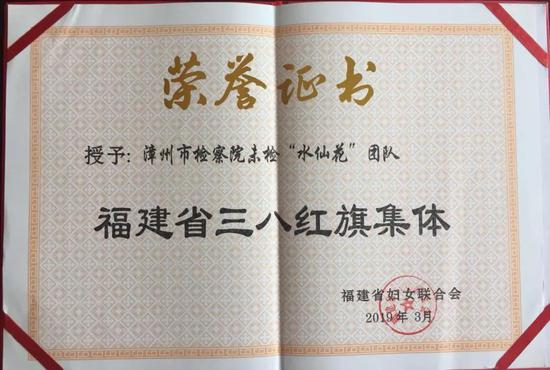 荣誉证书
授予：漳州市检察院未检“水仙花”团队
福建省三八红旗集体
福建省妇女联合会
2019年3月